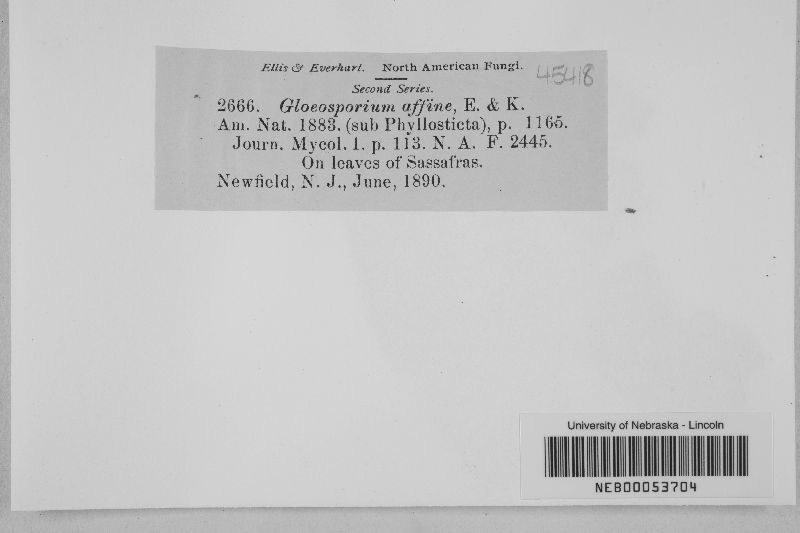 Ellis & Everhart. North American Fungi. 45418
Second Series.
2666. Gloeosporium affine, E. & K.
Am. Nat. 1883. (sub Phyllosticta), p. 1165.
Journ. Mycol. 1. p. 113. N. A. F. 2445.
On leaves of Sassafras.
Newfield, N. J., June, 1890.
University of Nebraska - Lincoln
NEB00053704